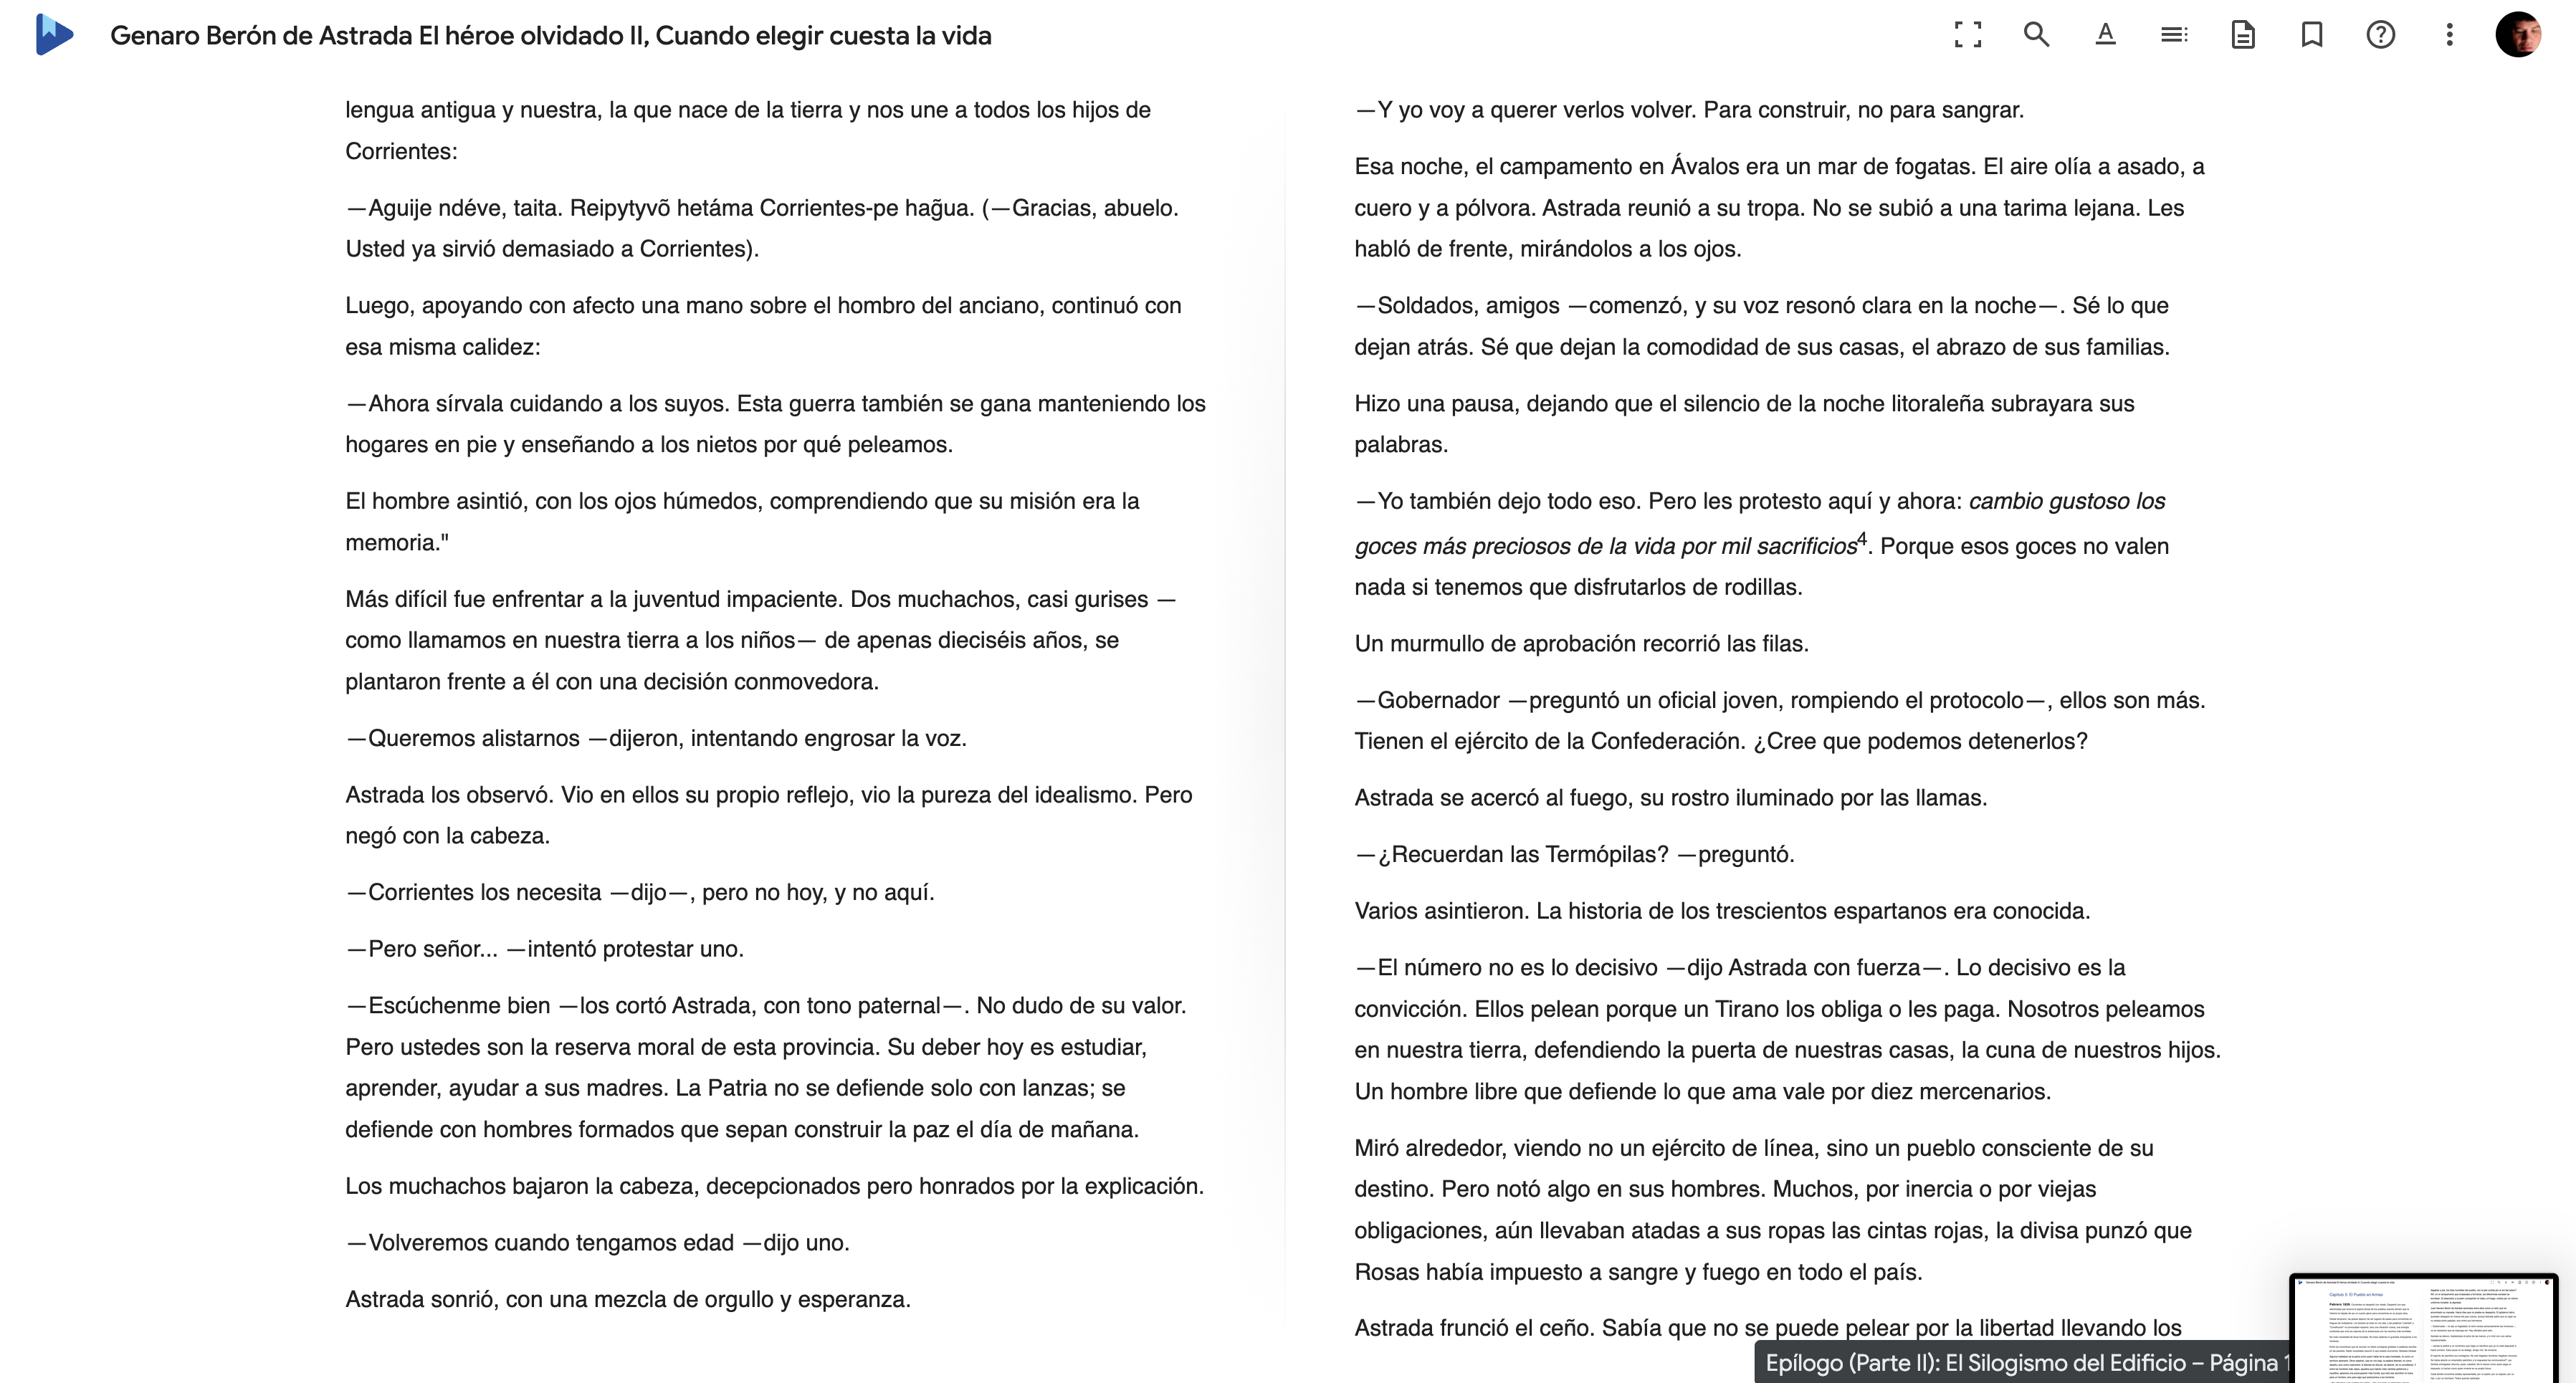 Genaro Berón de Astrada El héroe olvidado II, Cuando elegir cuesta la vida
lengua antigua y nuestra, la que nace de la tierra y nos une a todos los hijos de
Corrientes:
—Aguije ndéve, taita. Reipytyvõ hetáma Corrientes-pe hag̃ua. (—Gracias, abuelo.
Usted ya sirvió demasiado a Corrientes).
Luego, apoyando con afecto una mano sobre el hombro del anciano, continuó con
esa misma calidez:
—Ahora sírvala cuidando a los suyos. Esta guerra también se gana manteniendo los
hogares en pie y enseñando a los nietos por qué peleamos.
El hombre asintió, con los ojos húmedos, comprendiendo que su misión era la
memoria."
Más difícil fue enfrentar a la juventud impaciente. Dos muchachos, casi gurises —
como llamamos en nuestra tierra a los niños— de apenas dieciséis años, se
plantaron frente a él con una decisión conmovedora.
—Queremos alistarnos —dijeron, intentando engrosar la voz.
Astrada los observó. Vio en ellos su propio reflejo, vio la pureza del idealismo. Pero
negó con la cabeza.
—Corrientes los necesita —dijo—, pero no hoy, y no aquí.
—Pero señor... —intentó protestar uno.
—Escúchenme bien —los cortó Astrada, con tono paternal—. No dudo de su valor.
Pero ustedes son la reserva moral de esta provincia. Su deber hoy es estudiar,
aprender, ayudar a sus madres. La Patria no se defiende solo con lanzas; se
defiende con hombres formados que sepan construir la paz el día de mañana.
Los muchachos bajaron la cabeza, decepcionados pero honrados por la explicación.
—Volveremos cuando tengamos edad —dijo uno.
Astrada sonrió, con una mezcla de orgullo y esperanza.
—Y yo voy a querer verlos volver. Para construir, no para sangrar.
Esa noche, el campamento en Ávalos era un mar de fogatas. El aire olía a asado, a
cuero y a pólvora. Astrada reunió a su tropa. No se subió a una tarima lejana. Les
habló de frente, mirándolos a los ojos.
—Soldados, amigos —comenzó, y su voz resonó clara en la noche—. Sé lo que
dejan atrás. Sé que dejan la comodidad de sus casas, el abrazo de sus familias.
Hizo una pausa, dejando que el silencio de la noche litoraleña subrayara sus
palabras.
—Yo también dejo todo eso. Pero les protesto aquí y ahora: cambio gustoso los
goces más preciosos de la vida por mil sacrificios4. Porque esos goces no valen
nada si tenemos que disfrutarlos de rodillas.
Un murmullo de aprobación recorrió las filas.
—Gobernador —preguntó un oficial joven, rompiendo el protocolo—, ellos son más.
Tienen el ejército de la Confederación. ¿Cree que podemos detenerlos?
Astrada se acercó al fuego, su rostro iluminado por las llamas.
—¿Recuerdan las Termópilas? —preguntó.
Varios asintieron. La historia de los trescientos espartanos era conocida.
—El número no es lo decisivo —dijo Astrada con fuerza—. Lo decisivo es la
convicción. Ellos pelean porque un Tirano los obliga o les paga. Nosotros peleamos
en nuestra tierra, defendiendo la puerta de nuestras casas, la cuna de nuestros hijos.
Un hombre libre que defiende lo que ama vale por diez mercenarios.
Miró alrededor, viendo no un ejército de línea, sino un pueblo consciente de su
destino. Pero notó algo en sus hombres. Muchos, por inercia o por viejas
obligaciones, aún llevaban atadas a sus ropas las cintas rojas, la divisa punzó que
Rosas había impuesto a sangre y fuego en todo el país.
Astrada frunció el ceño. Sabía que no se puede pelear por la libertad llevando los
Epílogo (Parte II): El Silogismo del Edificio – Página 1